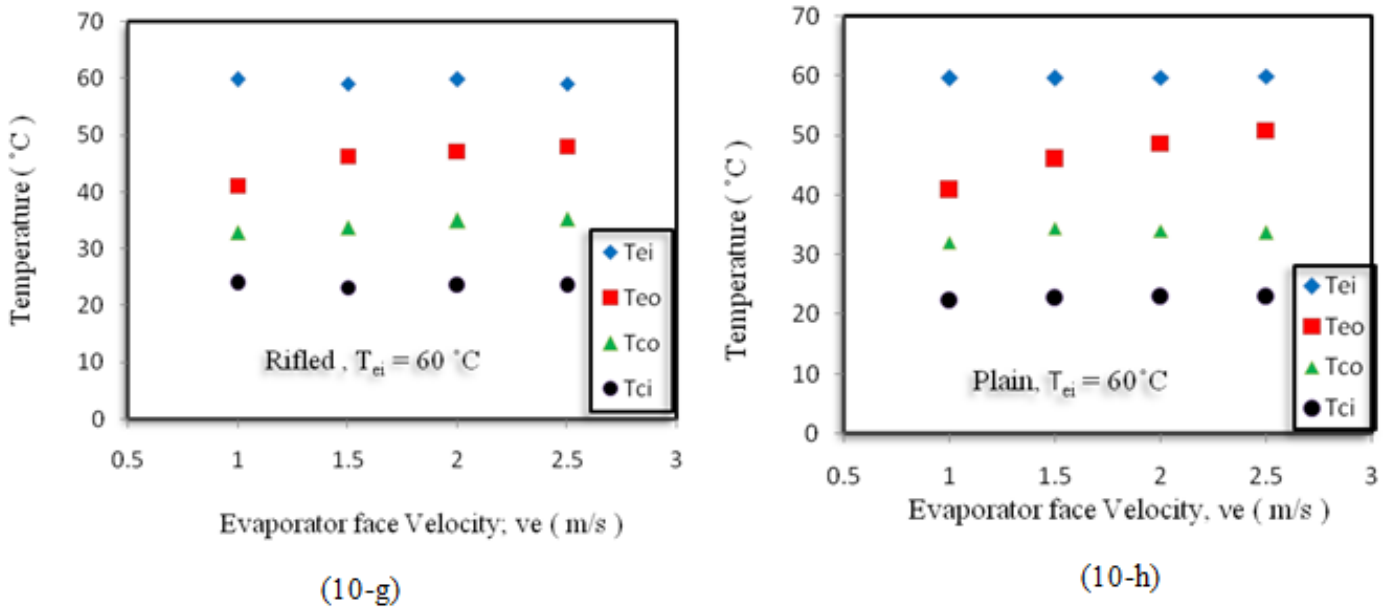 70
60
50
40
30
20
10
0
0.5 1 1.5 2 2.5 3
Temperature ( ˚C )
Evaporator face Velocity; ve ( m/s )
Rifled , Tei = 60 ˚C
Tei
Teo
Tco
Tci
(10-g)
70
60
50
40
30
20
10
0
0.5 1 1.5 2 2.5 3
Temperature ( ˚C )
Evaporator face Velocity, ve ( m/s )
Plain, Tei = 60˚C
Tei
Teo
Tco
Tci
(10-h)